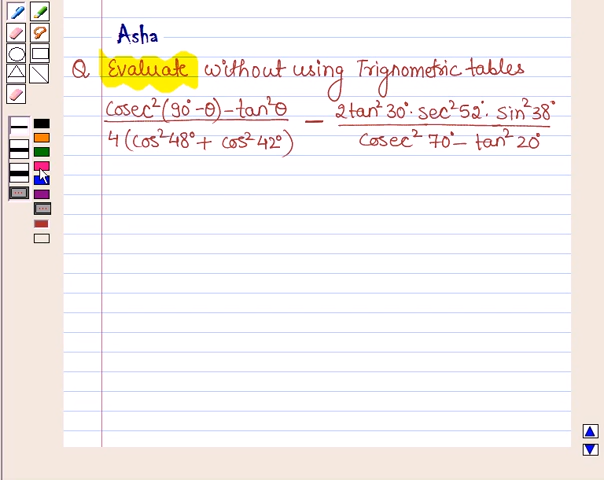 Asha
Q Evaluate without using Trignometric tables
cosec²(90°-θ)-tan²θ / 4(cos²48°+ cos²42°) - 2tan²30°·sec²52°·sin²38° / cosec²70°-tan²20°